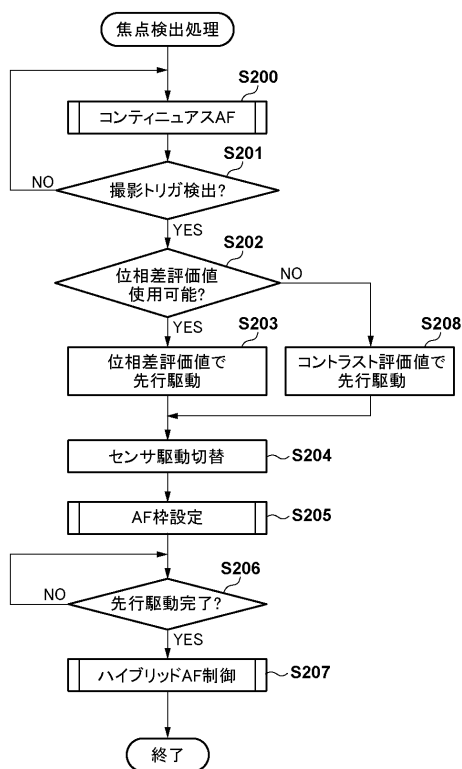 焦点検出処理
S200
コンティニュアスAF
S201
撮影トリガ検出?
NO
YES
S202
位相差評価値
使用可能?
NO
YES
S203
位相差評価値で
先行駆動
S208
コントラスト評価値で
先行駆動
センサ駆動切替
S204
AF枠設定
S205
S206
先行駆動完了?
NO
YES
ハイブリッドAF制御
S207
終了